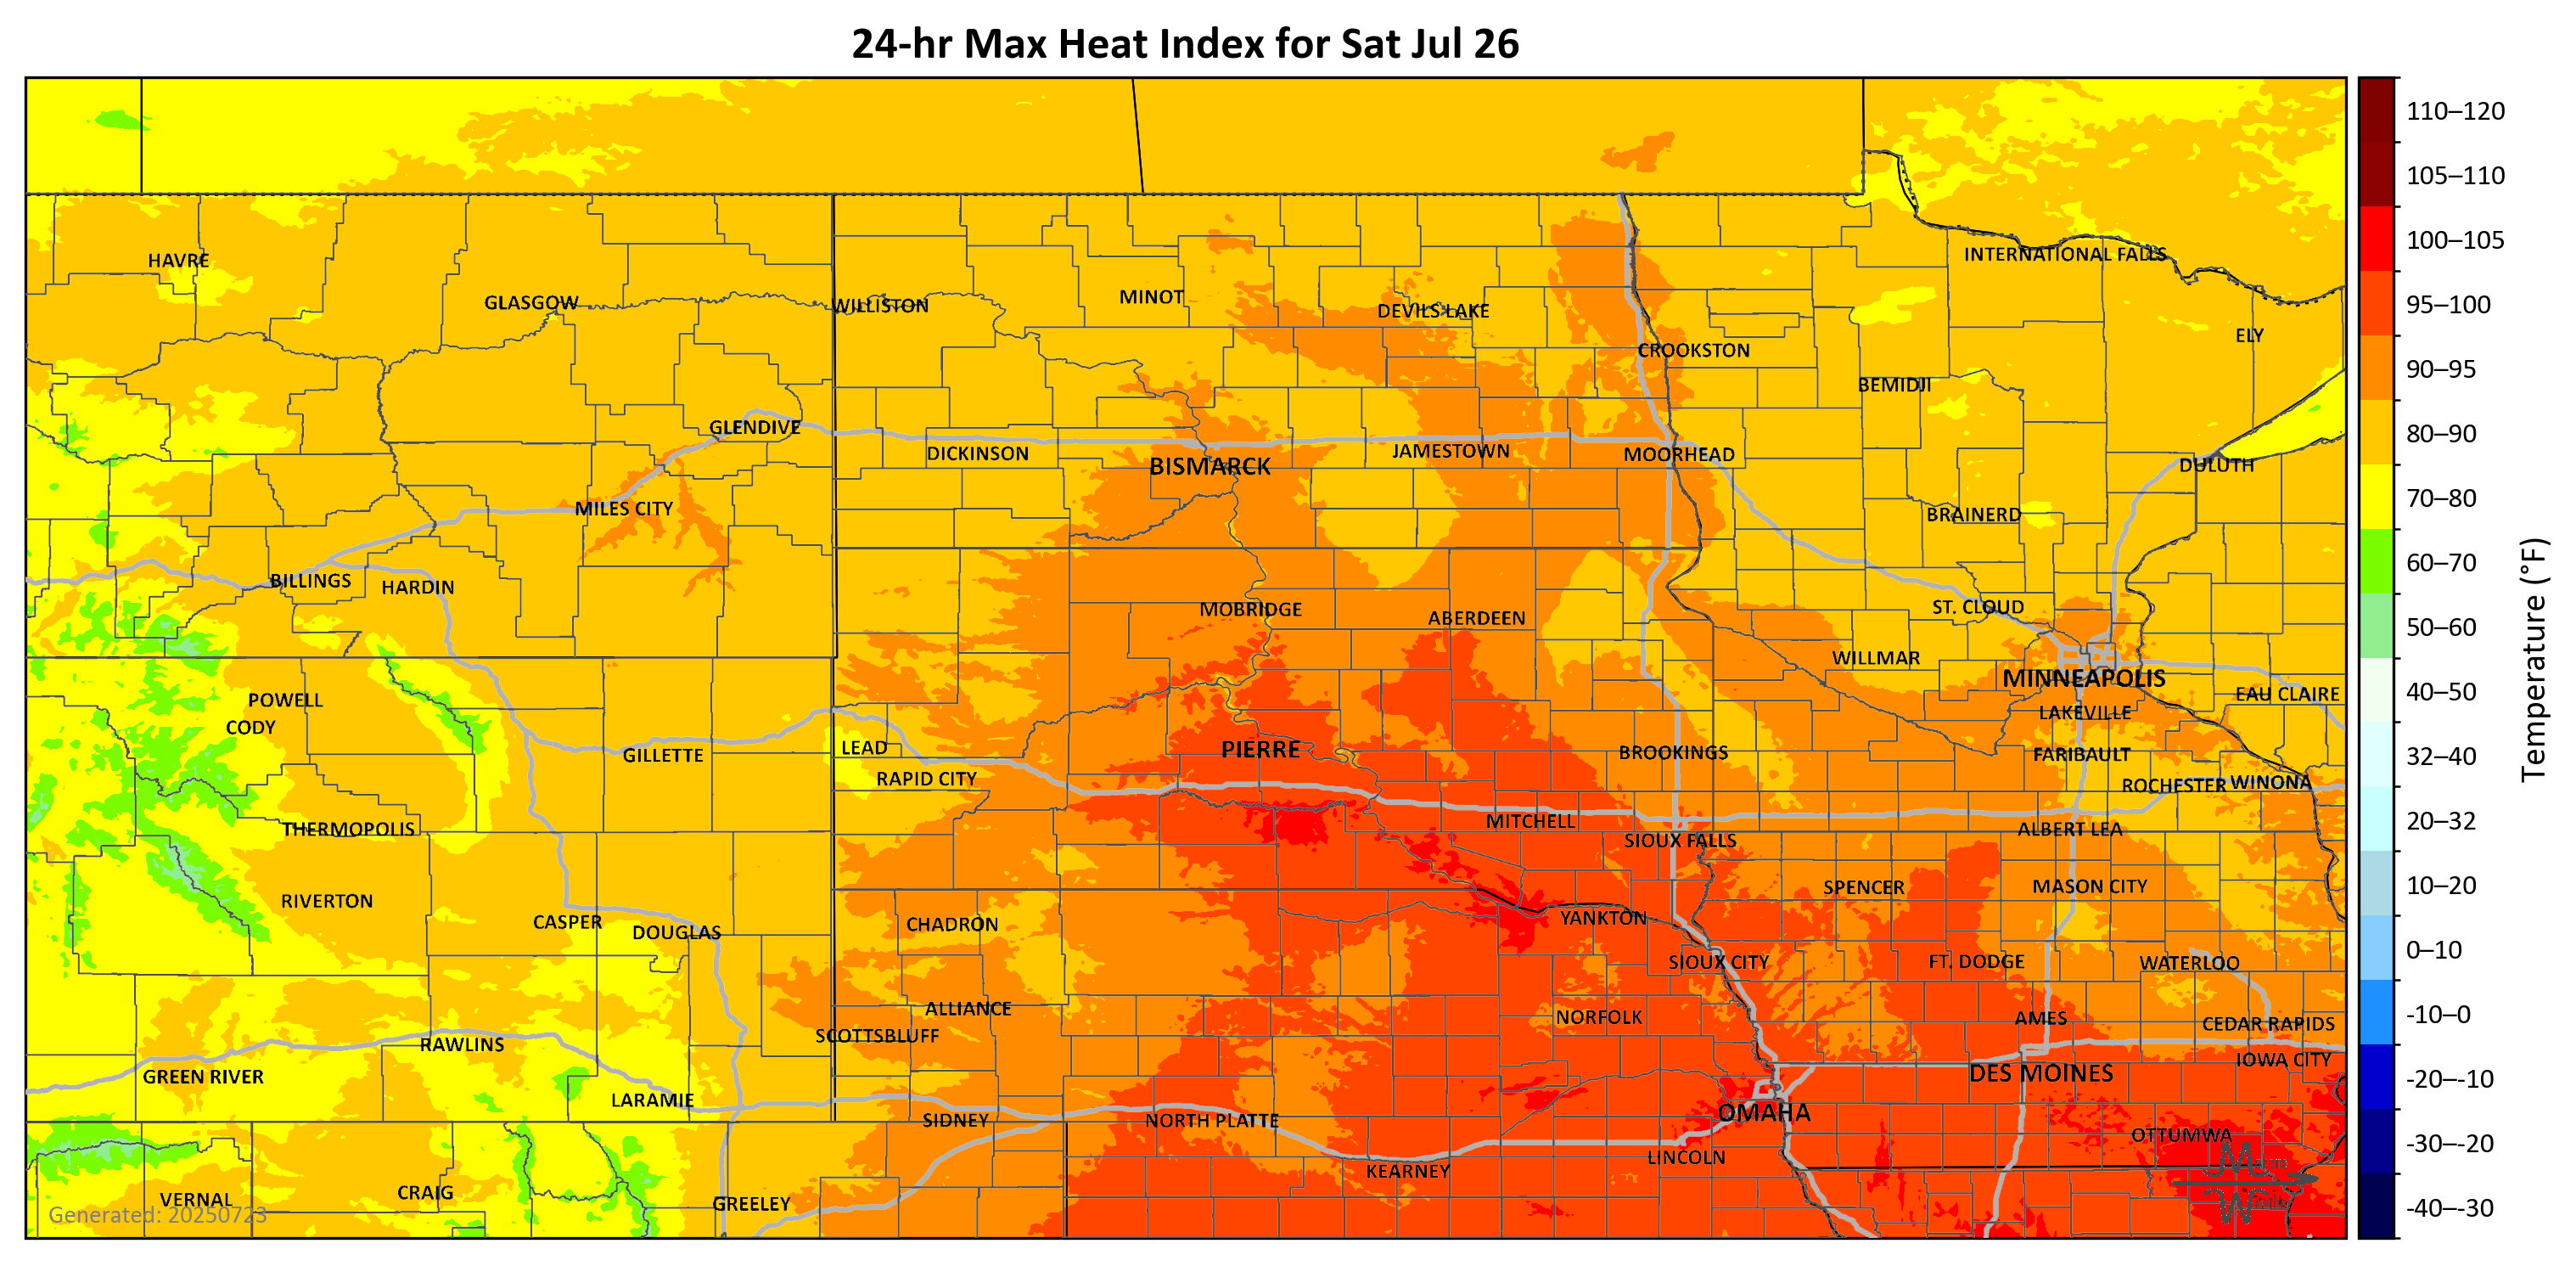 24-hr Max Heat Index for Sat Jul 26
110–120
105–110
INTERNATIONAL FALLS
100–105
HAVRE
MINOT
GLASGOW
WILLISTON
DEVILS LAKE
95–100
ELY
CROOKSTON
90–95
BEMIDJI
GLENDIVE
80–90
DICKINSON
JAMESTOWN
MOORHEAD
BISMARCK
DULUTH
MILES CITY
70–80
BRAINERD
60–70
BILLINGS
HARDIN
MOBRIDGE
ABERDEEN
ST. CLOUD
50–60
WILLMAR
MINNEAPOLIS
Temperature (°F)
POWELL
EAU CLAIRE
40–50
CODY
LAKEVILLE
GILLETTE
LEAD
PIERRE
BROOKINGS
FARIBAULT
32–40
RAPID CITY
ROCHESTER
WINONA
THERMOPOLIS
MITCHELL
ALBERT LEA
20–32
SIOUX FALLS
RIVERTON
SPENCER
MASON CITY
10–20
CASPER
DOUGLAS
CHADRON
YANKTON
SIOUX CITY
FT. DODGE
WATERLOO
0–10
ALLIANCE
NORFOLK
AMES
CEDAR RAPIDS
-10–0
SCOTTSBLUFF
RAWLINS
IOWA CITY
GREEN RIVER
DES MOINES
-20–-10
LARAMIE
SIDNEY
NORTH PLATTE
OMAHA
OTTUMWA
-30–-20
KEARNEY
LINCOLN
VERNAL
CRAIG
GREELEY
-40–-30
Generated: 20250723